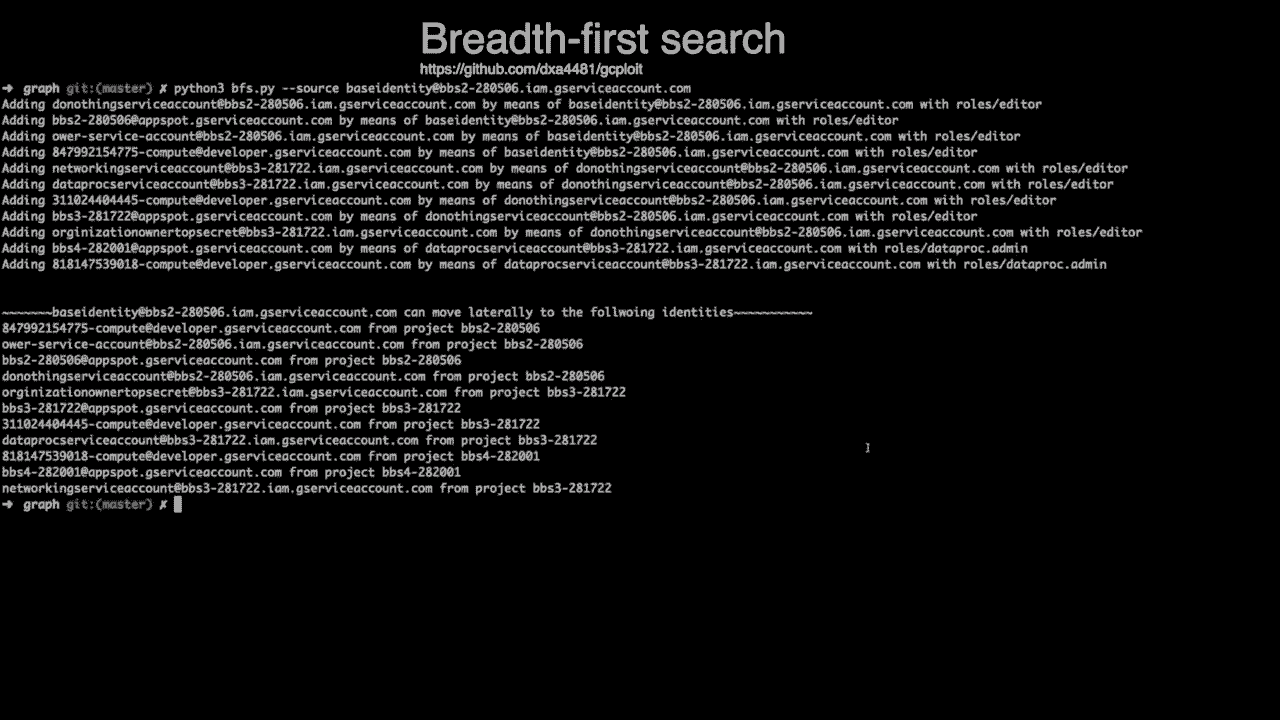 Breadth-first search
https://github.com/dxa4481/gcploit
➜ graph git:(master) ✗ python3 bfs.py --source baseidentity@bbs2-280506.iam.gserviceaccount.com
Adding donothingserviceaccount@bbs2-280506.iam.gserviceaccount.com by means of baseidentity@bbs2-280506.iam.gserviceaccount.com with roles/editor
Adding bbs2-280506@appspot.gserviceaccount.com by means of baseidentity@bbs2-280506.iam.gserviceaccount.com with roles/editor
Adding ower-service-account@bbs2-280506.iam.gserviceaccount.com by means of baseidentity@bbs2-280506.iam.gserviceaccount.com with roles/editor
Adding 847992154775-compute@developer.gserviceaccount.com by means of baseidentity@bbs2-280506.iam.gserviceaccount.com with roles/editor
Adding networkingserviceaccount@bbs3-281722.iam.gserviceaccount.com by means of donothingserviceaccount@bbs2-280506.iam.gserviceaccount.com with roles/editor
Adding dataprocserviceaccount@bbs3-281722.iam.gserviceaccount.com by means of donothingserviceaccount@bbs2-280506.iam.gserviceaccount.com with roles/editor
Adding 311024404445-compute@developer.gserviceaccount.com by means of donothingserviceaccount@bbs2-280506.iam.gserviceaccount.com with roles/editor
Adding bbs3-281722@appspot.gserviceaccount.com by means of donothingserviceaccount@bbs2-280506.iam.gserviceaccount.com with roles/editor
Adding orginizationownertopsecret@bbs3-281722.iam.gserviceaccount.com by means of donothingserviceaccount@bbs2-280506.iam.gserviceaccount.com with roles/editor
Adding bbs4-282001@appspot.gserviceaccount.com by means of dataprocserviceaccount@bbs3-281722.iam.gserviceaccount.com with roles/dataproc.admin
Adding 818147539018-compute@developer.gserviceaccount.com by means of dataprocserviceaccount@bbs3-281722.iam.gserviceaccount.com with roles/dataproc.admin
~~~~~~~baseidentity@bbs2-280506.iam.gserviceaccount.com can move laterally to the follwoing identities~~~~~~~~~~~
847992154775-compute@developer.gserviceaccount.com from project bbs2-280506
ower-service-account@bbs2-280506.iam.gserviceaccount.com from project bbs2-280506
bbs2-280506@appspot.gserviceaccount.com from project bbs2-280506
donothingserviceaccount@bbs2-280506.iam.gserviceaccount.com from project bbs2-280506
orginizationownertopsecret@bbs3-281722.iam.gserviceaccount.com from project bbs3-281722
bbs3-281722@appspot.gserviceaccount.com from project bbs3-281722
311024404445-compute@developer.gserviceaccount.com from project bbs3-281722
dataprocserviceaccount@bbs3-281722.iam.gserviceaccount.com from project bbs3-281722
818147539018-compute@developer.gserviceaccount.com from project bbs4-282001
bbs4-282001@appspot.gserviceaccount.com from project bbs4-282001
networkingserviceaccount@bbs3-281722.iam.gserviceaccount.com from project bbs3-281722
➜ graph git:(master) ✗